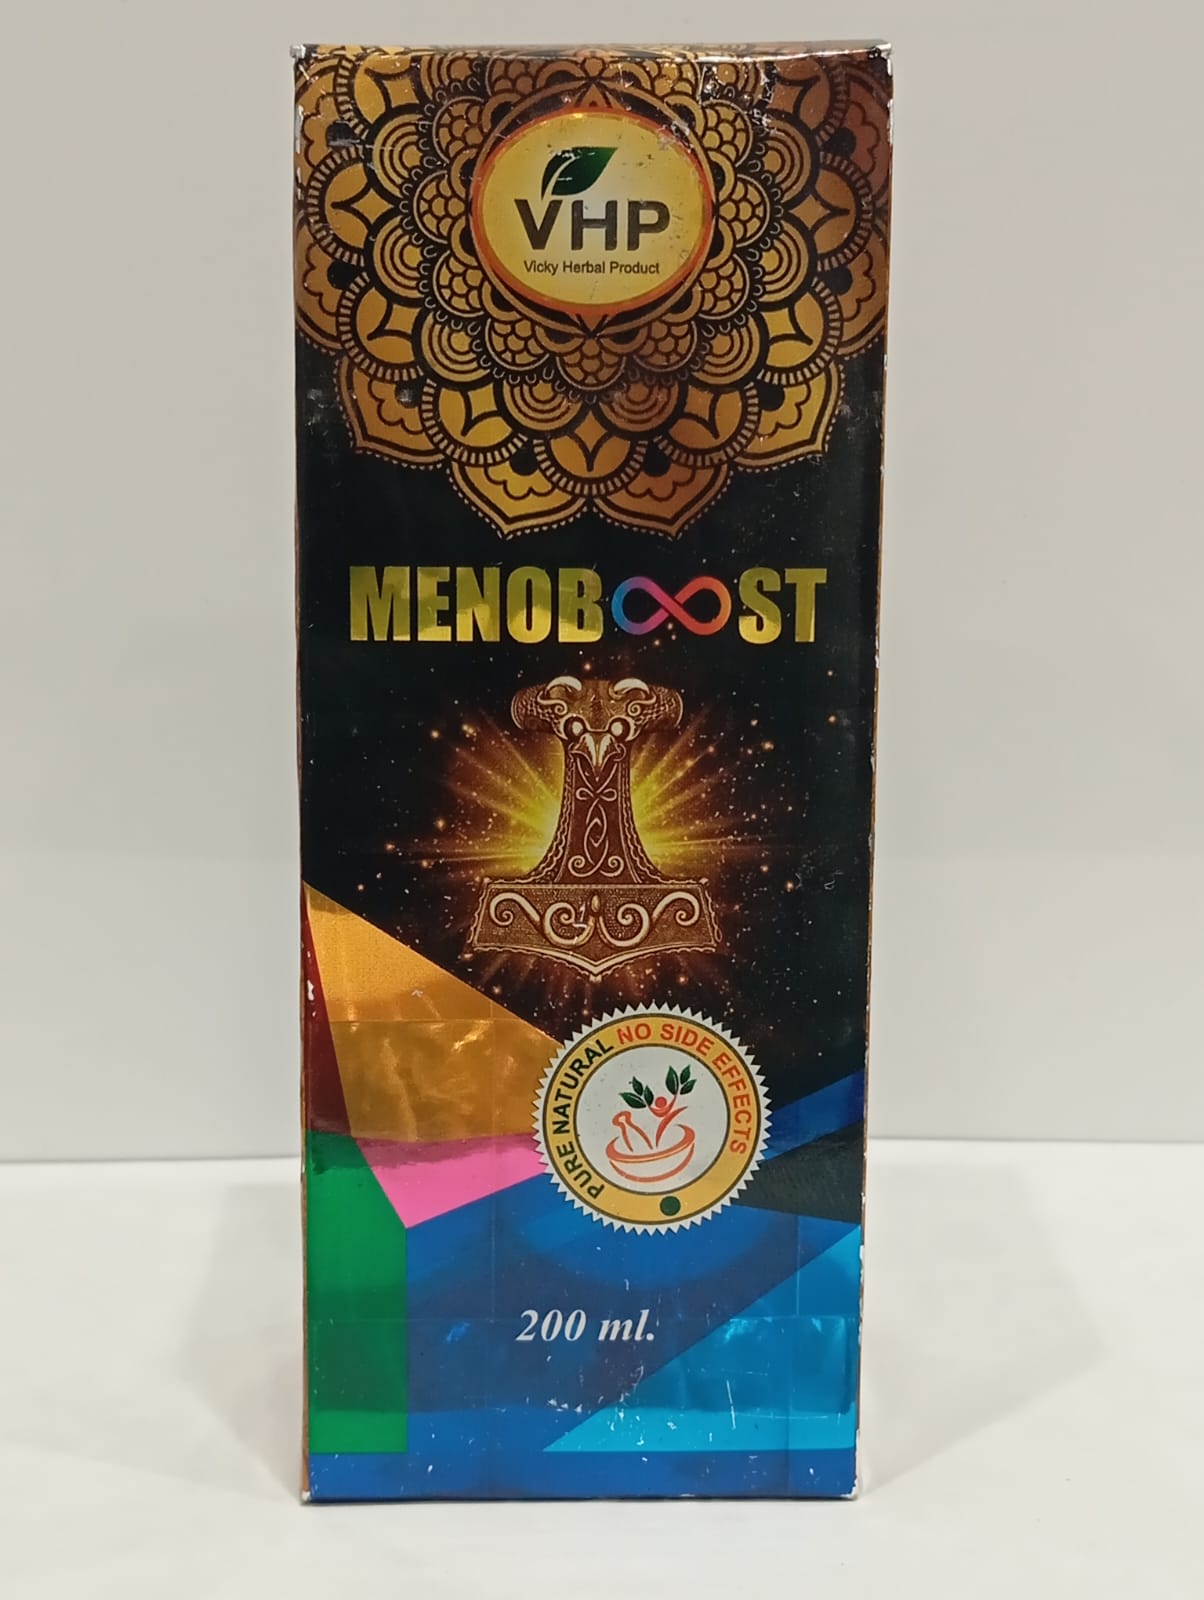 VHP
Vicky Herbal Product
MENOBOOST
PURE NATURAL NO SIDE EFFECTS
200 ml.